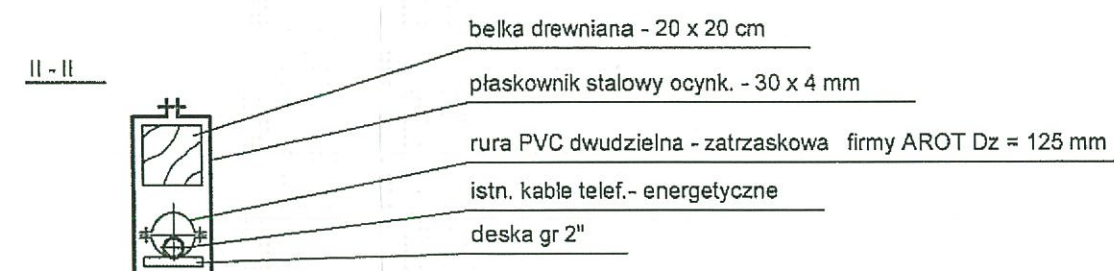 belka drewniana - 20 x 20 cm
II - II
płaskownik stalowy ocynk. - 30 x 4 mm
rura PVC dwudzielna - zatrzaskowa firmy AROT Dz = 125 mm
istn. kable telef.- energetyczne
deska gr 2"